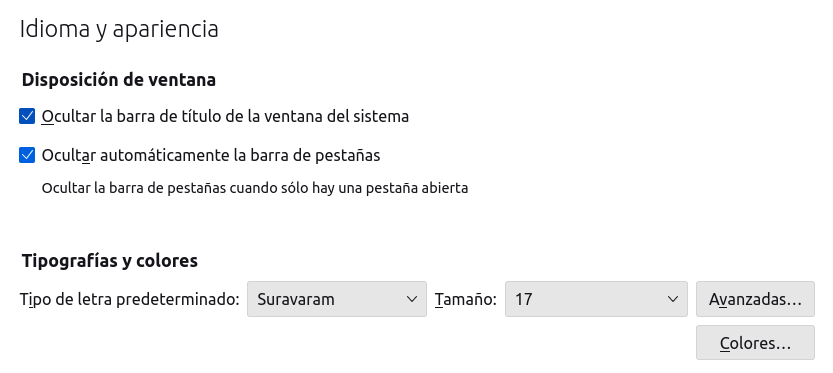 Idioma y apariencia
Disposición de ventana
Ocultar la barra de título de la ventana del sistema
Ocultar automáticamente la barra de pestañas
Ocultar la barra de pestañas cuando sólo hay una pestaña abierta
Tipografías y colores
Tipo de letra predeterminado: Suravaram Tamaño: 17 Avanzadas...
Colores...